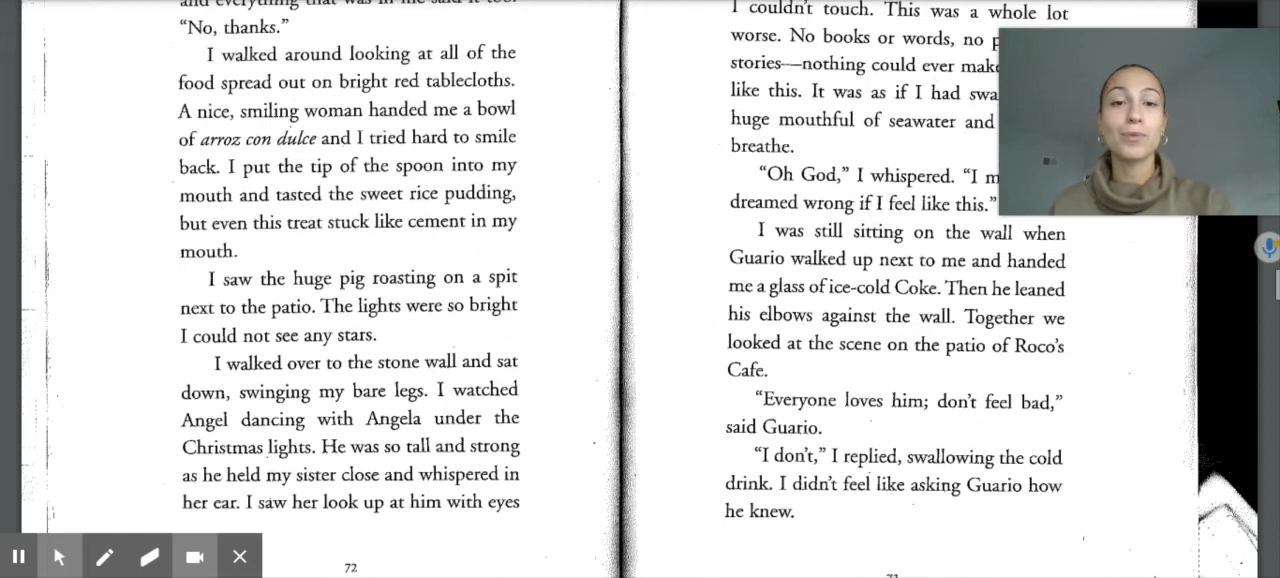 "No, thanks."
I walked around looking at all of the
food spread out on bright red tablecloths.
A nice, smiling woman handed me a bowl
of arroz con dulce and I tried hard to smile
back. I put the tip of the spoon into my
mouth and tasted the sweet rice pudding,
but even this treat stuck like cement in my
mouth.
I saw the huge pig roasting on a spit
next to the patio. The lights were so bright
I could not see any stars.
I walked over to the stone wall and sat
down, swinging my bare legs. I watched
Angel dancing with Angela under the
Christmas lights. He was so tall and strong
as he held my sister close and whispered in
her ear. I saw her look up at him with eyes
72
I couldn't touch. This was a whole lot
worse. No books or words, no
stories—nothing could ever make
like this. It was as if I had
huge mouthful of seawater and
breathe.
"Oh God," I whispered. "I
dreamed wrong if I feel like this."
I was still sitting on the wall when
Guario walked up next to me and handed
me a glass of ice-cold Coke. Then he leaned
his elbows against the wall. Together we
looked at the scene on the patio of Roco's
Cafe.
"Everyone loves him; don't feel bad,"
said Guario.
"I don't," I replied, swallowing the cold
drink. I didn't feel like asking Guario how
he knew.